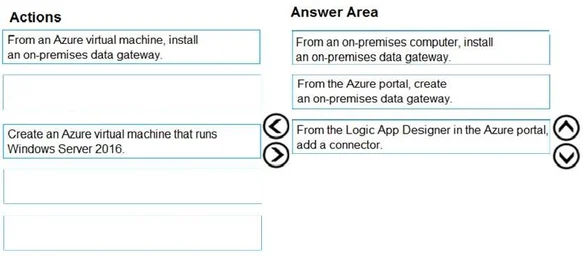 Actions
Answer Area
From an Azure virtual machine, install
an on-premises data gateway.
Create an Azure virtual machine that runs
Windows Server 2016.
From an on-premises computer, install
an on-premises data gateway.
From the Azure portal, create
an on-premises data gateway.
From the Logic App Designer in the Azure portal,
add a connector.